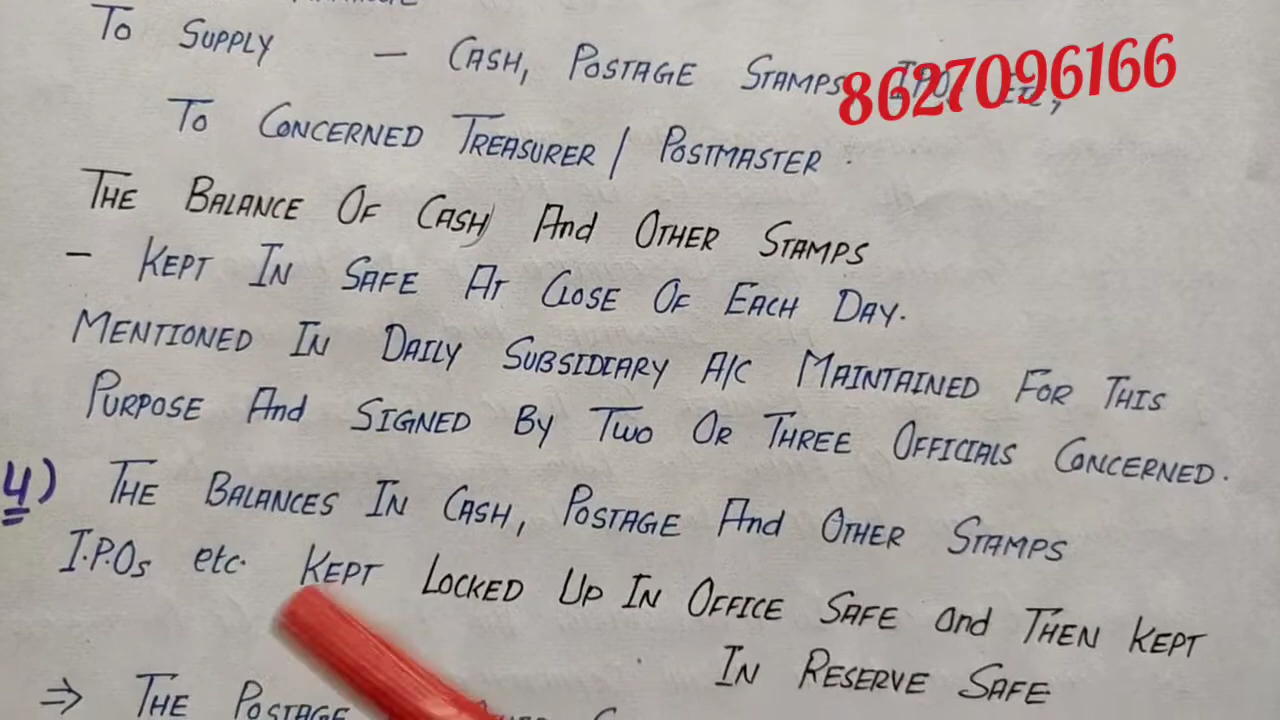 To SUPPLY – CASH, POSTAGE STAMPS, I.P.O, Etc,
8627096166
To CONCERNED TREASURER / POSTMASTER.
THE BALANCE OF CASH And OTHER STAMPS
– KEPT IN SAFE AT CLOSE OF EACH DAY.
MENTIONED IN DAILY SUBSIDIARY A/C MAINTAINED FOR THIS
PURPOSE And SIGNED BY TWO OR THREE OFFICIALS CONCERNED.
4) THE BALANCES IN CASH, POSTAGE And OTHER STAMPS
I.P.Os etc. KEPT LOCKED UP IN OFFICE SAFE and THEN KEPT
IN RESERVE SAFE
⇒ THE POSTAGE